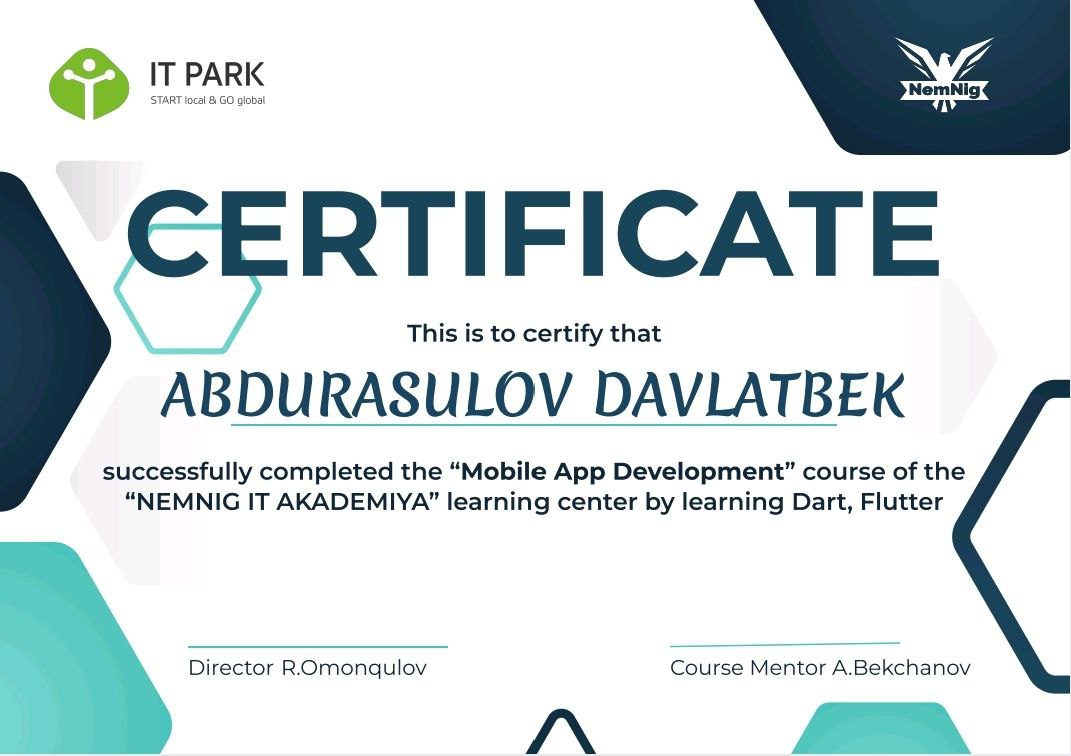 IT PARK
START local & GO global
NemNig
CERTIFICATE
This is to certify that
ABDURASULOV DAVLATBEK
successfully completed the “Mobile App Development” course of the
“NEMNIG IT AKADEMIYA” learning center by learning Dart, Flutter
Director R.Omonqulov
Course Mentor A.Bekchanov